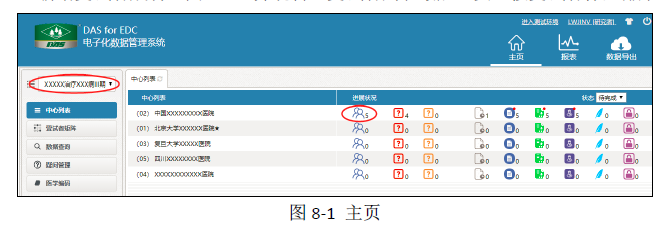 DAS for EDC
电子化数据管理系统
DAS
进入测试环境 LWJINV [研究者]
主页 报表 数据导出
XXXXX治疗XXX期III期
中心列表
中心列表 进展状况 状态 待完成
中心列表
受试者矩阵
数据查询
疑问管理
医学编码
(02) 中国XXXXXXXXX医院 5 4 0 1 5 5 5 0 0
(01) 北京大学XXXXXX医院★ 0 0 0 0 0 0 0 0 0
(03) 复旦大学XXXXX医院 0 0 0 0 0 0 0 0 0
(05) 四川XXXXXXXX医院 0 0 0 0 0 0 0 0 0
(04) XXXXXXXXXXXX医院 0 0 0 0 0 0 0 0 0
图 8-1 主页